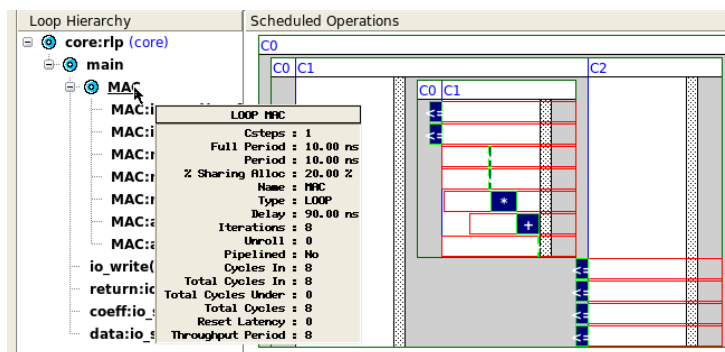 Loop Hierarchy
Scheduled Operations
core:rlp (core)
main
MAC
MAC:i
MAC:i
MAC:r
MAC:r
MAC:r
MAC:a
MAC:a
io_write(
return:io
coeff:io_s
data:io_s
LOOP MAC
Csteps : 1
Full Period : 10.00 ns
Period : 10.00 ns
% Sharing Alloc : 20.00 %
Name : MAC
Type : LOOP
Delay : 90.00 ns
Iterations : 8
Unroll : 0
Pipelined : No
Cycles In : 8
Total Cycles In : 8
Total Cycles Under : 0
Total Cycles : 8
Reset Latency : 0
Throughput Period : 8
C0
C0 C1 C2
C0 C1
<=
<=
*
+
<=
<=
<=
<=